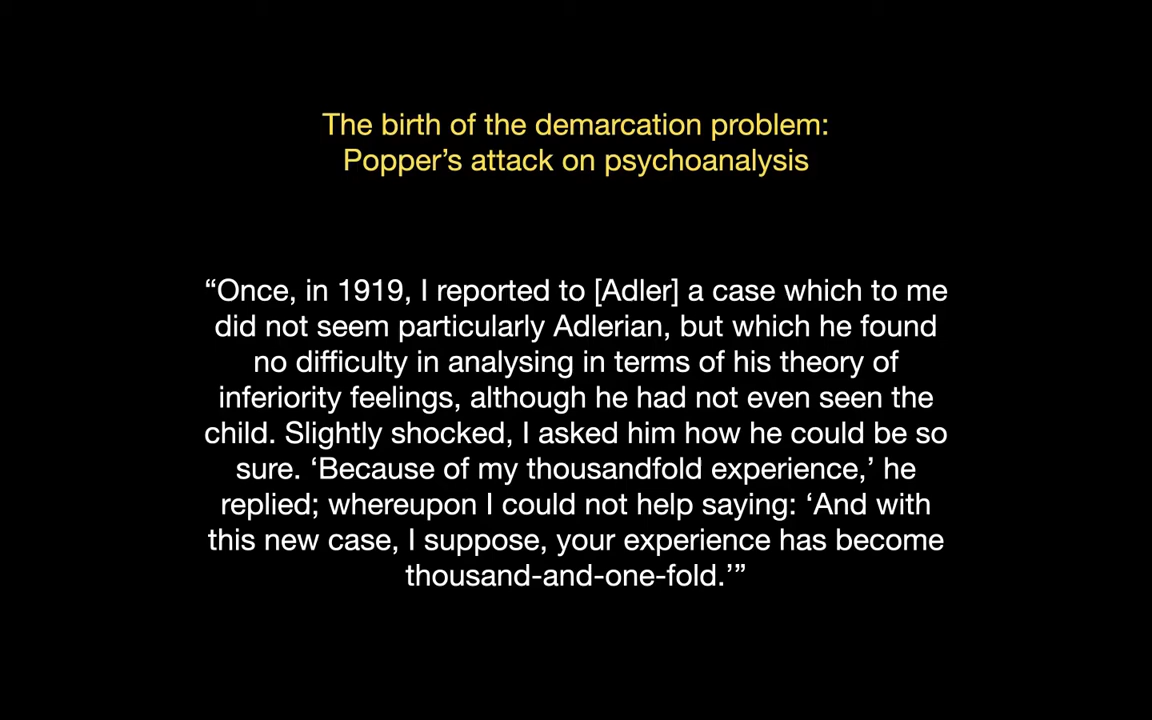 The birth of the demarcation problem:
Popper’s attack on psychoanalysis
“Once, in 1919, I reported to [Adler] a case which to me
did not seem particularly Adlerian, but which he found
no difficulty in analysing in terms of his theory of
inferiority feelings, although he had not even seen the
child. Slightly shocked, I asked him how he could be so
sure. ‘Because of my thousandfold experience,’ he
replied; whereupon I could not help saying: ‘And with
this new case, I suppose, your experience has become
thousand-and-one-fold.’”